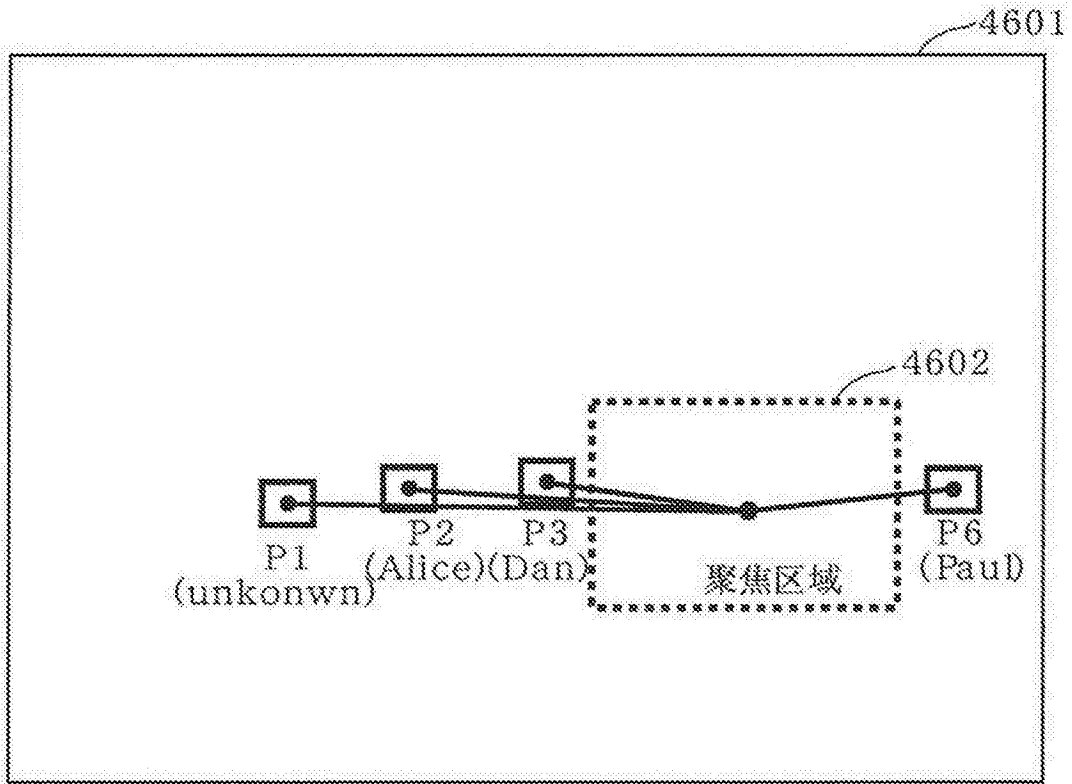 4601
4602
P1
(unkonwn)
P2
(Alice)
P3
(Dan)
聚焦区域
P6
(Paul)